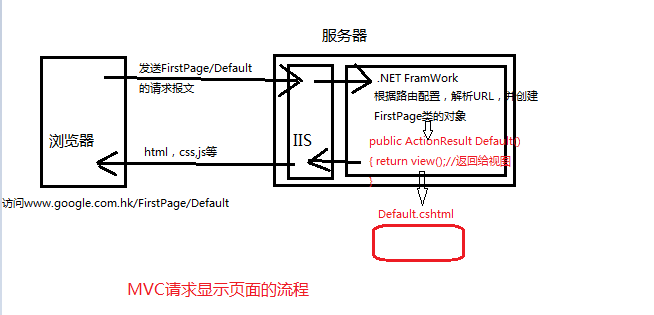 服务器
发送FirstPage/Default
的请求报文
.NET FramWork
根据路由配置，解析URL，并创建
FirstPage类的对象
浏览器
IIS
public ActionResult Default()
{ return view();//返回给视图
}
html，css,js等
访问www.google.com.hk/FirstPage/Default
Default.cshtml
MVC请求显示页面的流程